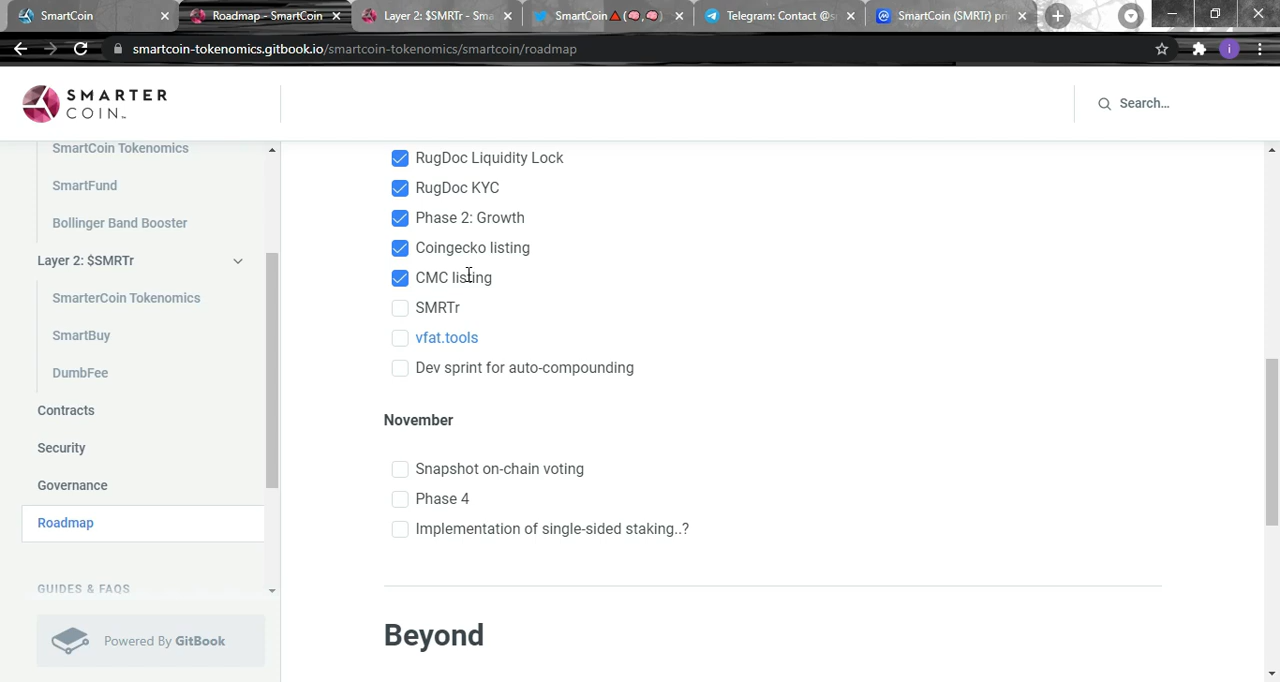 SmartCoin
Roadmap - SmartCoin
Layer 2: $SMRTr - Sma
SmartCoin
Telegram: Contact @s
SmartCoin (SMRTr) pri
smartcoin-tokenomics.gitbook.io/smartcoin-tokenomics/smartcoin/roadmap
i
SMARTER
COIN™
Search...
SmartCoin Tokenomics
SmartFund
Bollinger Band Booster
Layer 2: $SMRTr
SmarterCoin Tokenomics
SmartBuy
DumbFee
Contracts
Security
Governance
Roadmap
GUIDES & FAQS
Powered By GitBook
RugDoc Liquidity Lock
RugDoc KYC
Phase 2: Growth
Coingecko listing
CMC listing
SMRTr
vfat.tools
Dev sprint for auto-compounding
November
Snapshot on-chain voting
Phase 4
Implementation of single-sided staking..?
Beyond